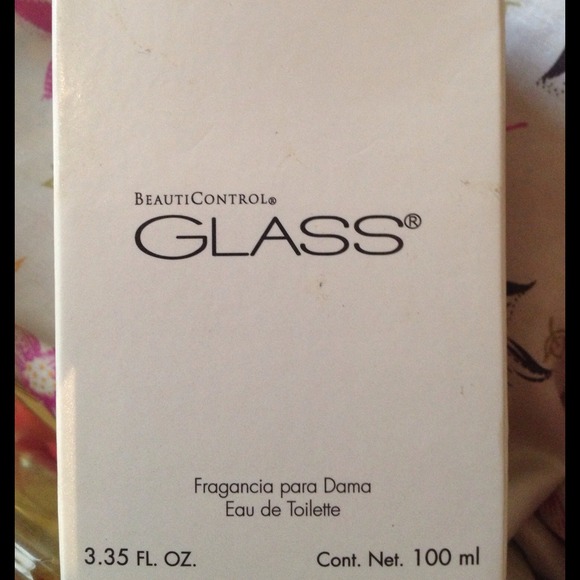 BEAUTICONTROL®
GLASS®
Fragancia para Dama
Eau de Toilette
3.35 FL. OZ. Cont. Net. 100 ml